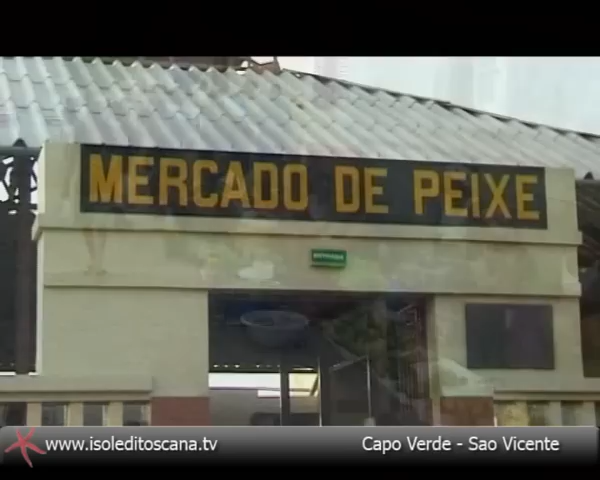 MERCADO DE PEIXE
www.isoleditoscana.tv
Capo Verde - Sao Vicente